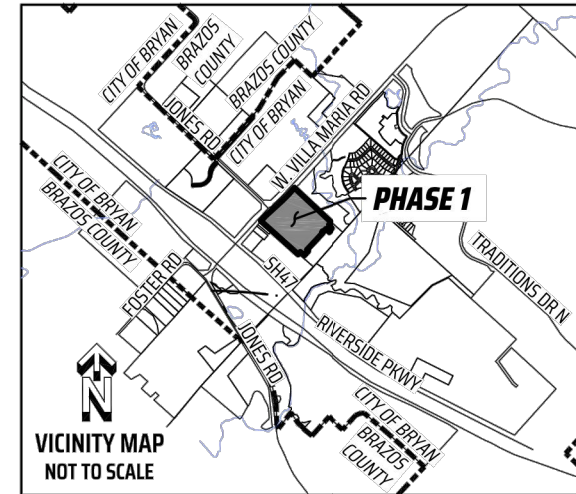 CITY OF BRYAN
BRAZOS
COUNTY
BRAZOS COUNTY
CITY OF BRYAN
JONES RD
W. VILLA MARIA RD
PHASE 1
CITY OF BRYAN
BRAZOS COUNTY
FOSTER RD
SH47
TRADITIONS DR N
JONES RD
RIVERSIDE PKWY
CITY OF BRYAN
BRAZOS
COUNTY
N
VICINITY MAP
NOT TO SCALE